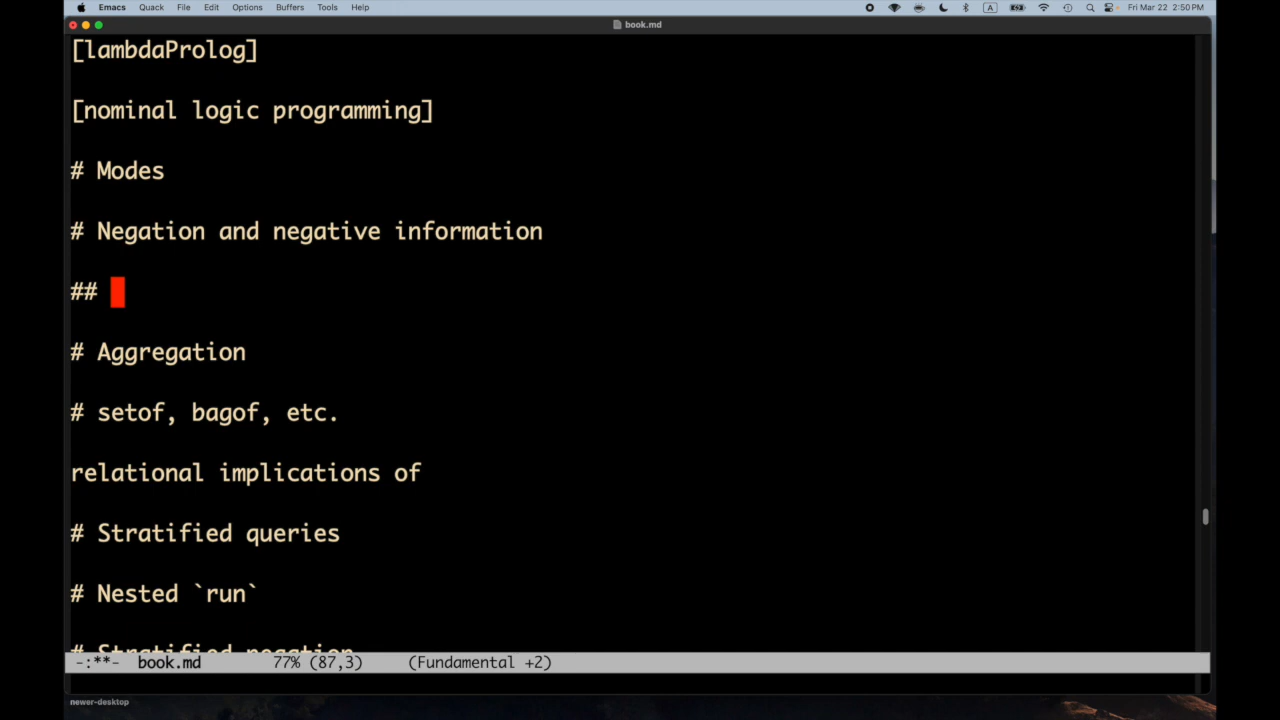 Emacs Quack File Edit Options Buffers Tools Help A Fri Mar 22 2:50 PM
book.md
[lambdaProlog]
[nominal logic programming]
# Modes
# Negation and negative information
##
# Aggregation
# setof, bagof, etc.
relational implications of
# Stratified queries
# Nested `run`
# Stratified negation
-:**- book.md 77% (87,3) (Fundamental +2)
newer-desktop